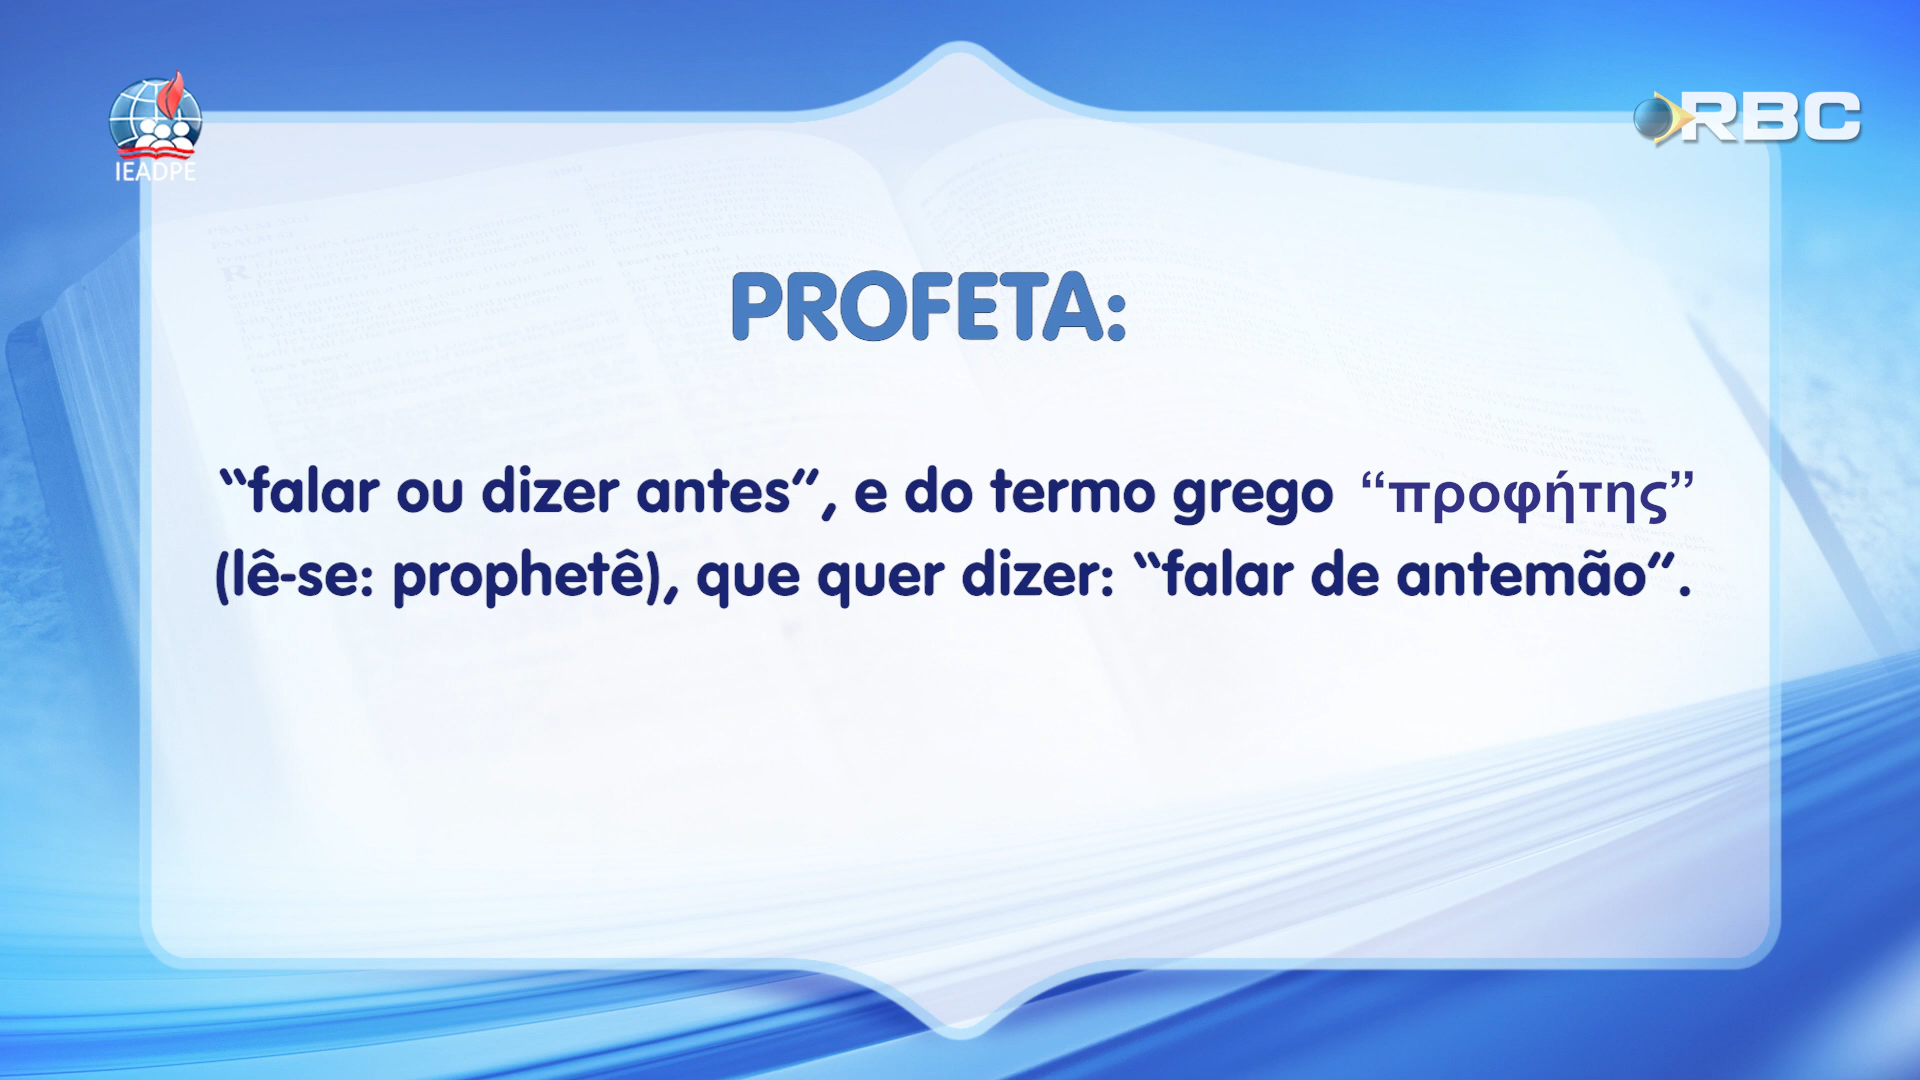 IEADPE
RBC
PROFETA:
“falar ou dizer antes”, e do termo grego “προφήτης”
(lê-se: prophetê), que quer dizer: “falar de antemão”.